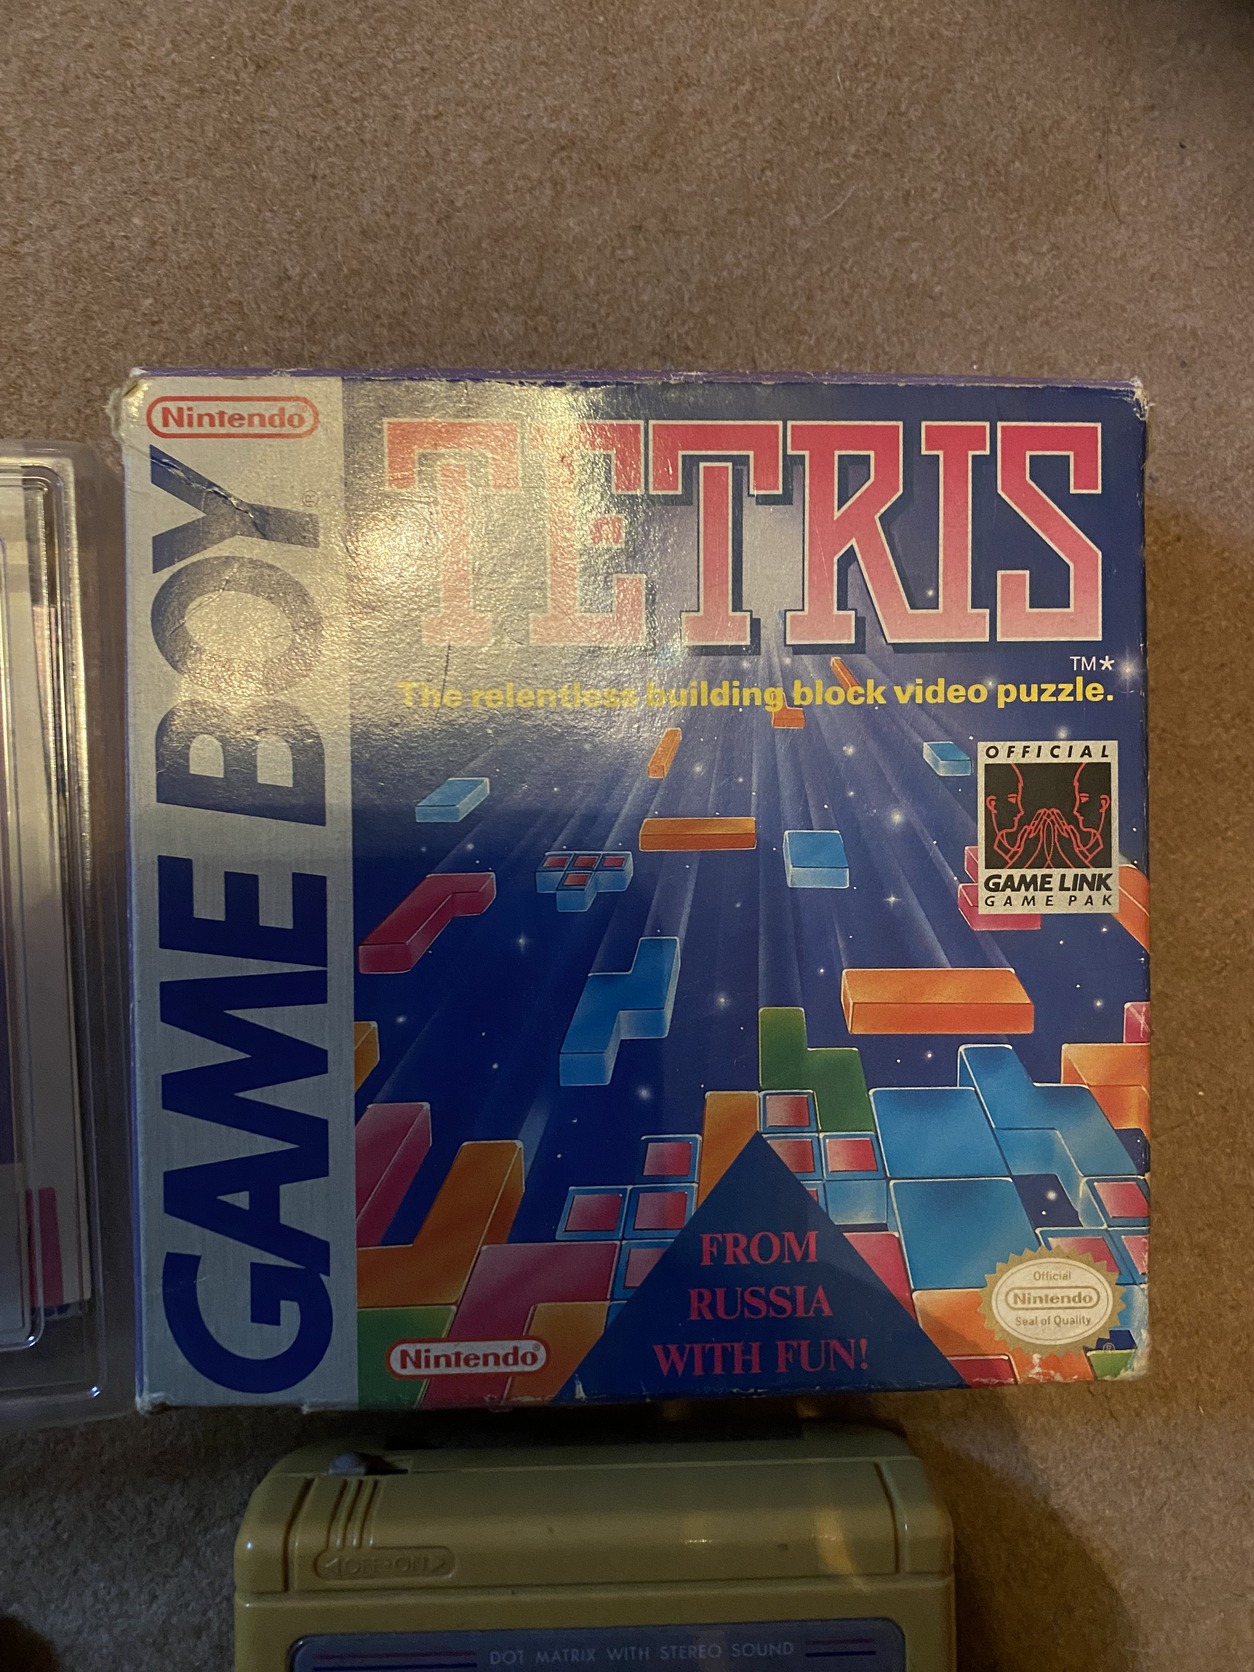 Nintendo
GAME BOY®
TETRIS
TM*
The relentless building block video puzzle.
OFFICIAL
GAME LINK
GAME PAK
FROM
RUSSIA
WITH FUN!
Official
Nintendo
Seal of Quality
®
Nintendo®
OFF•ON
DOT MATRIX WITH STEREO SOUND